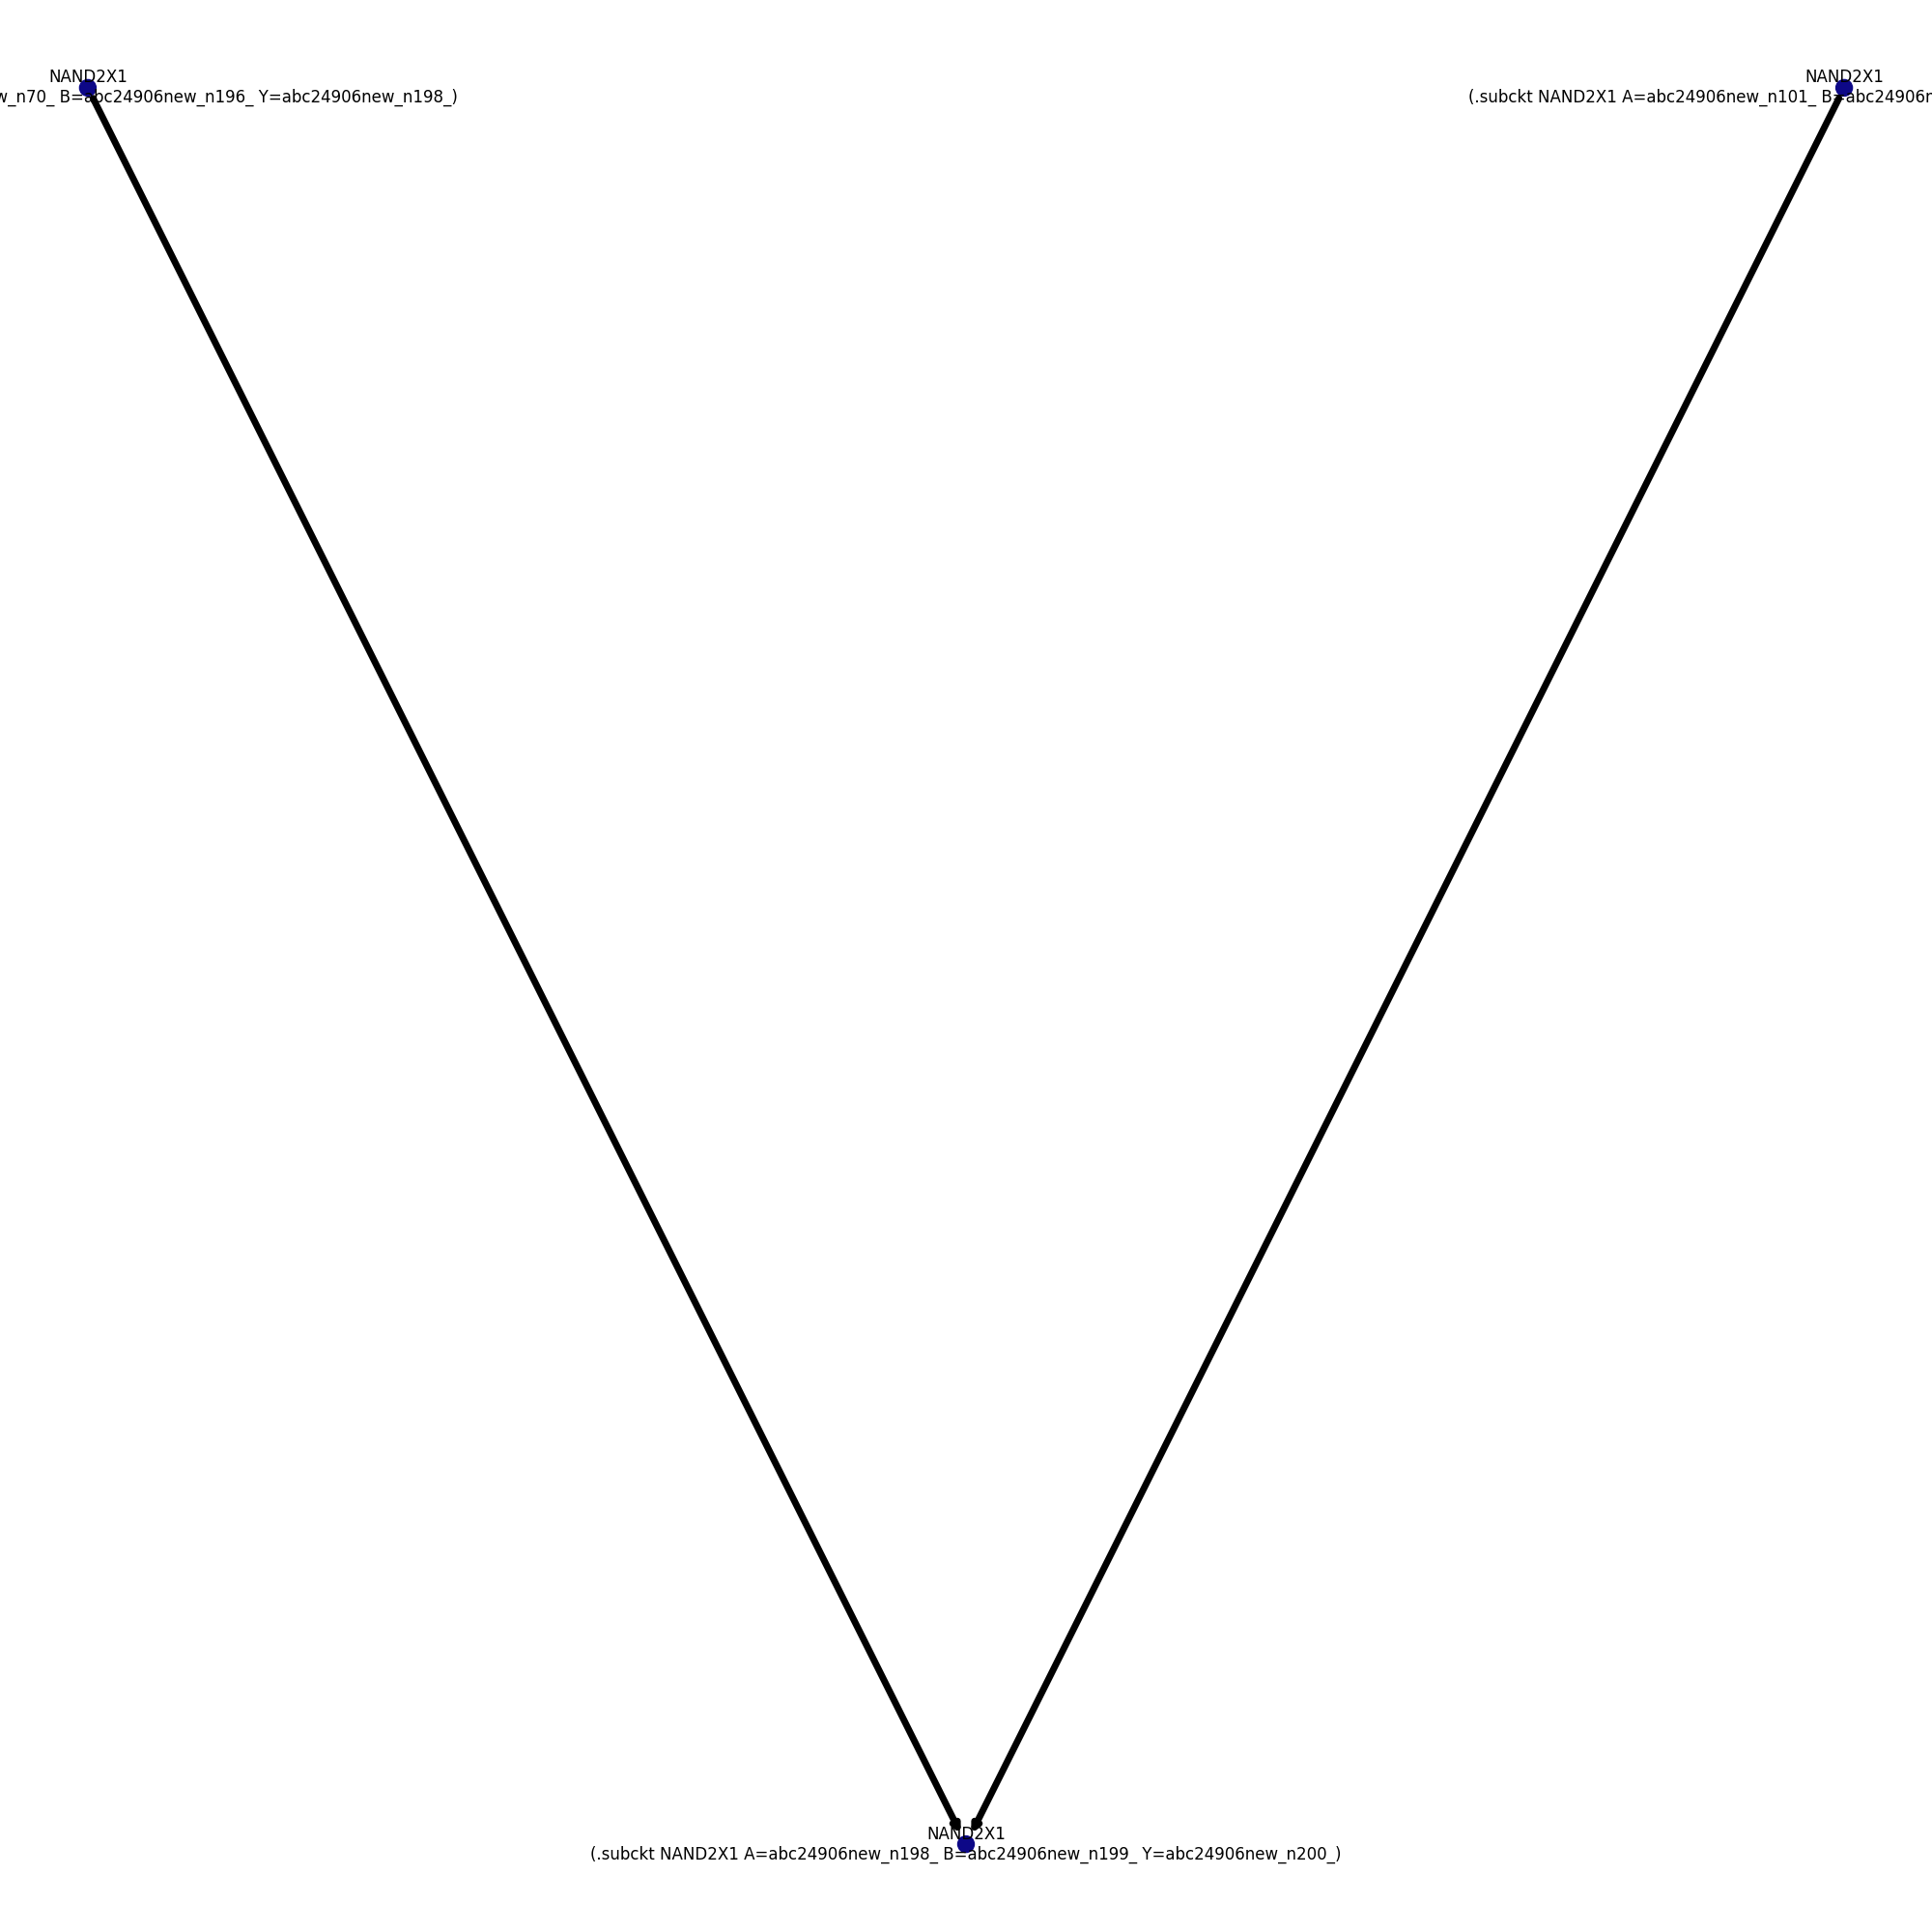 NAND2X1
NAND2X1
w_n70_ B=abc24906new_n196_ Y=abc24906new_n198_)
(.subckt NAND2X1 A=abc24906new_n101_ B=abc24906n
NAND2X1
(.subckt NAND2X1 A=abc24906new_n198_ B=abc24906new_n199_ Y=abc24906new_n200_)